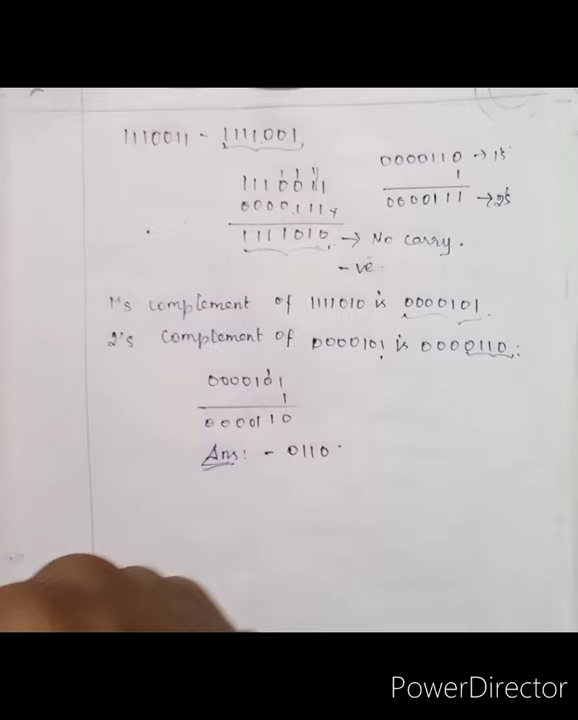 1110011 - 1111001
0000110 → 1's
1
0000111 → 2's
1110011
0000111 +
1111010 → No carry.
-ve.
1's complement of 1111010 is 0000101
2's complement of 0000101 is 0000110.
0000101
1
0000110
Ans: - 0110.
PowerDirector